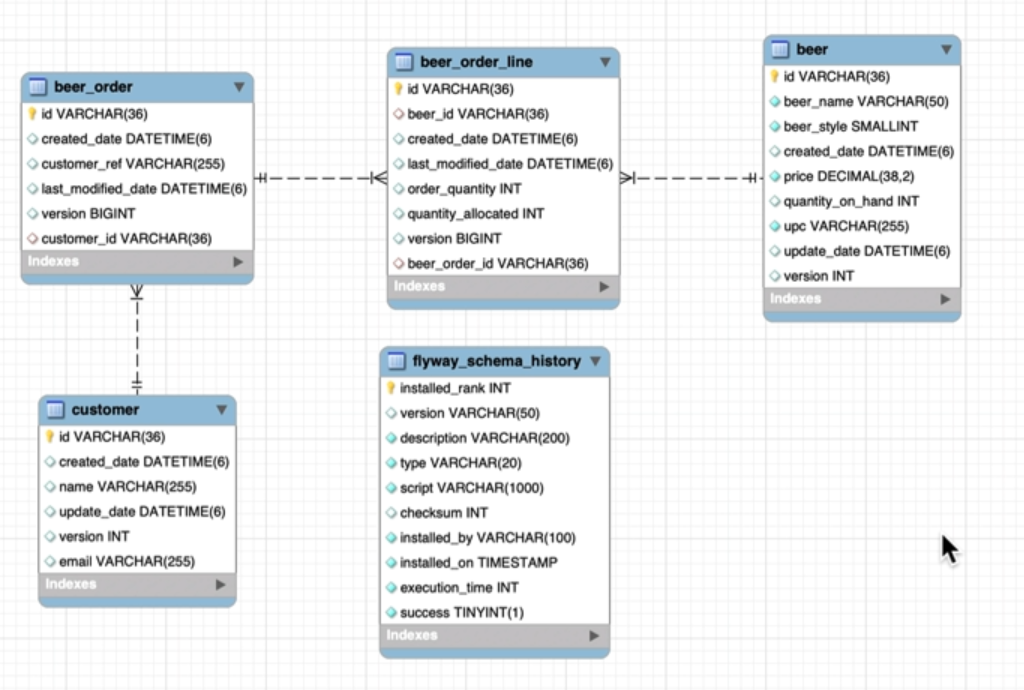 beer_order
id VARCHAR(36)
created_date DATETIME(6)
customer_ref VARCHAR(255)
last_modified_date DATETIME(6)
version BIGINT
customer_id VARCHAR(36)
Indexes
beer_order_line
id VARCHAR(36)
beer_id VARCHAR(36)
created_date DATETIME(6)
last_modified_date DATETIME(6)
order_quantity INT
quantity_allocated INT
version BIGINT
beer_order_id VARCHAR(36)
Indexes
beer
id VARCHAR(36)
beer_name VARCHAR(50)
beer_style SMALLINT
created_date DATETIME(6)
price DECIMAL(38,2)
quantity_on_hand INT
upc VARCHAR(255)
update_date DATETIME(6)
version INT
Indexes
customer
id VARCHAR(36)
created_date DATETIME(6)
name VARCHAR(255)
update_date DATETIME(6)
version INT
email VARCHAR(255)
Indexes
flyway_schema_history
installed_rank INT
version VARCHAR(50)
description VARCHAR(200)
type VARCHAR(20)
script VARCHAR(1000)
checksum INT
installed_by VARCHAR(100)
installed_on TIMESTAMP
execution_time INT
success TINYINT(1)
Indexes